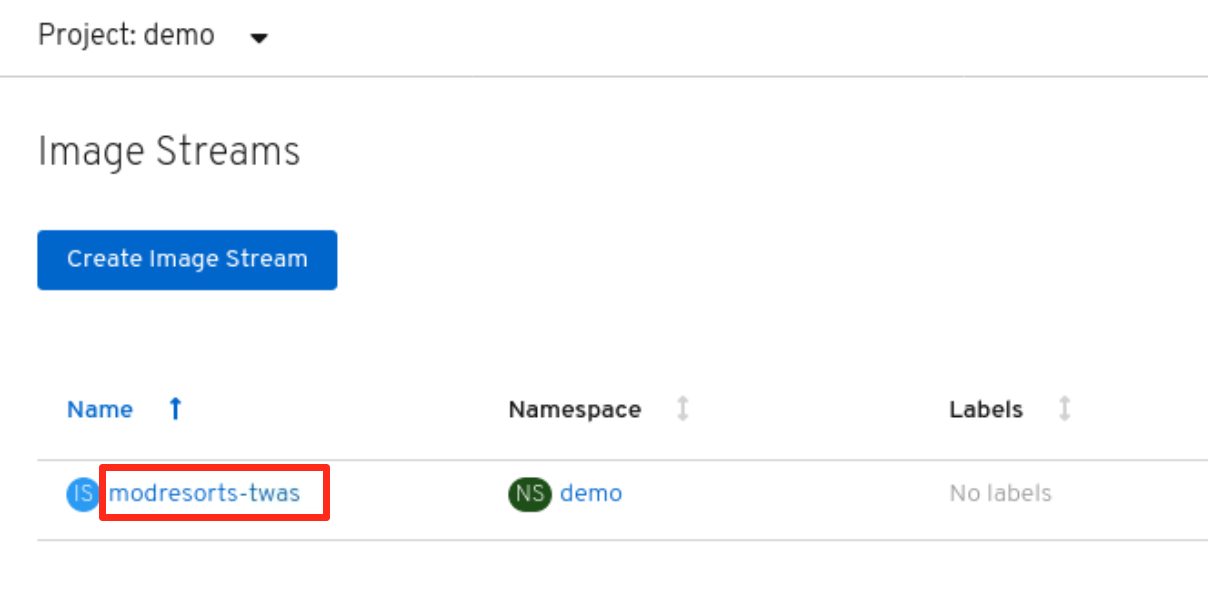 Project: demo
Image Streams
Create Image Stream
Name Namespace Labels
IS modresorts-twas NS demo No labels